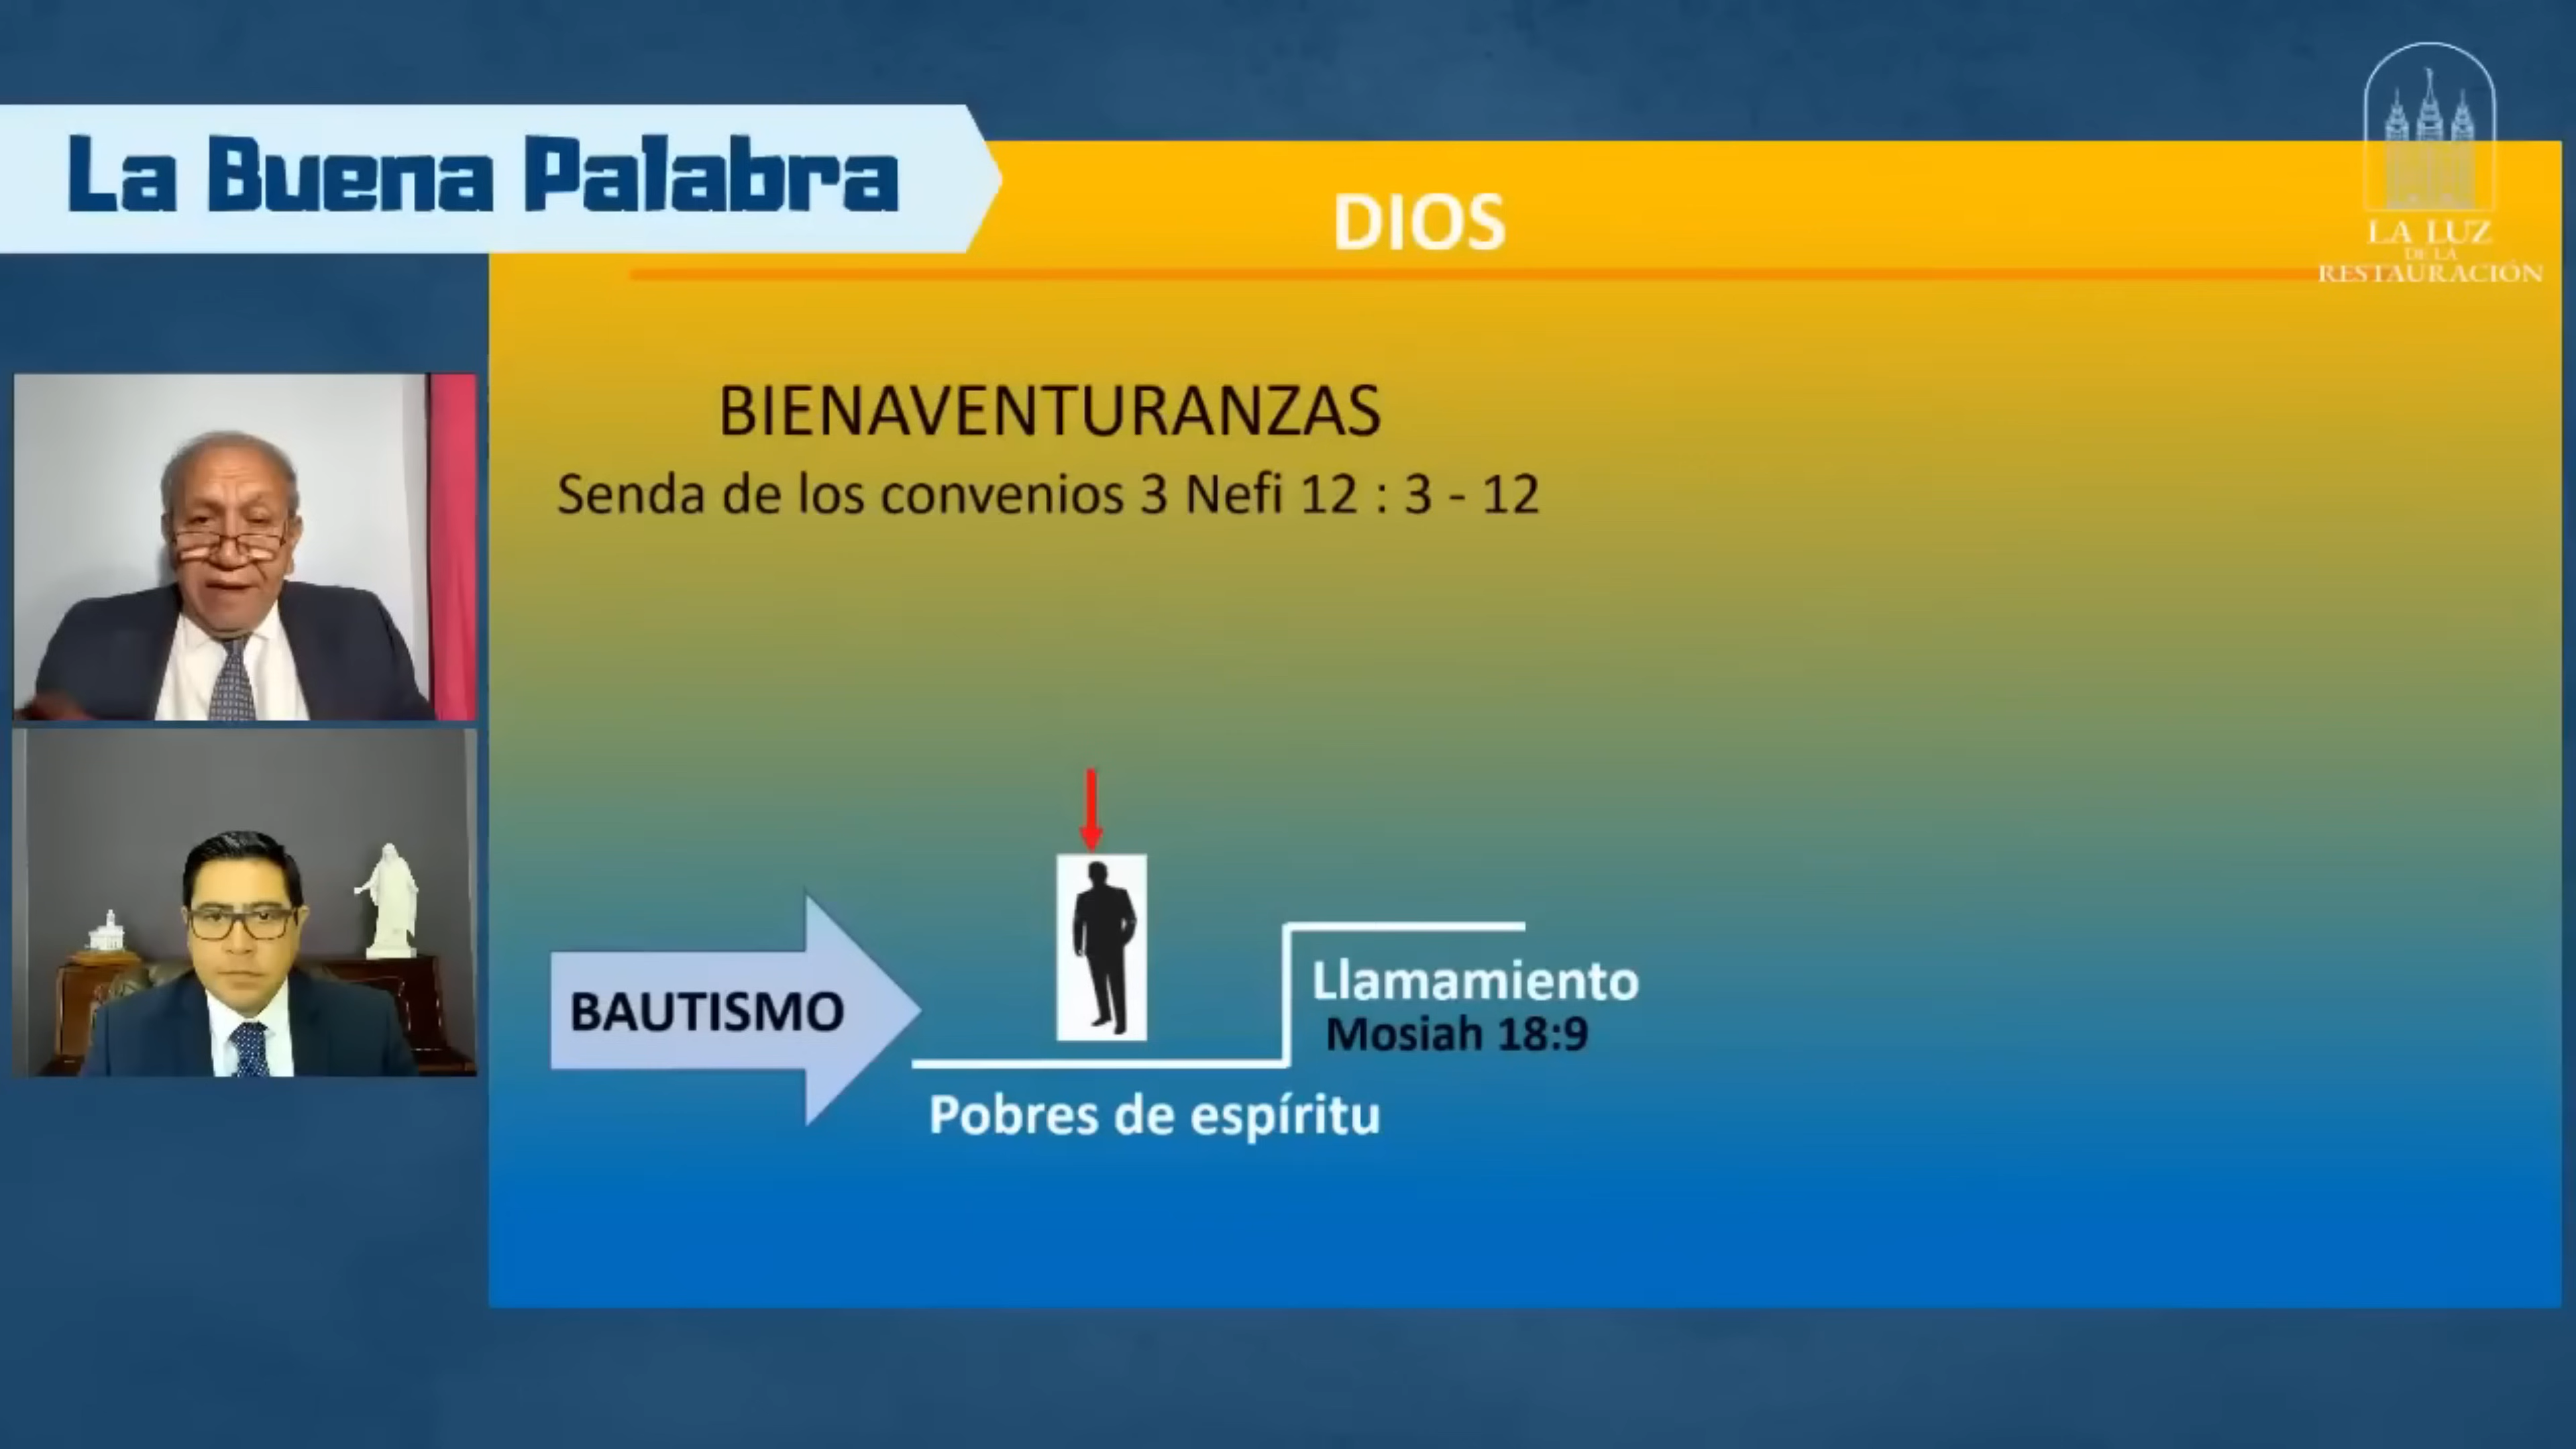 La Buena Palabra
DIOS
LA LUZ
DE LA
RESTAURACIÓN
BIENAVENTURANZAS
Senda de los convenios 3 Nefi 12 : 3 - 12
BAUTISMO
Llamamiento
Mosiah 18:9
Pobres de espíritu